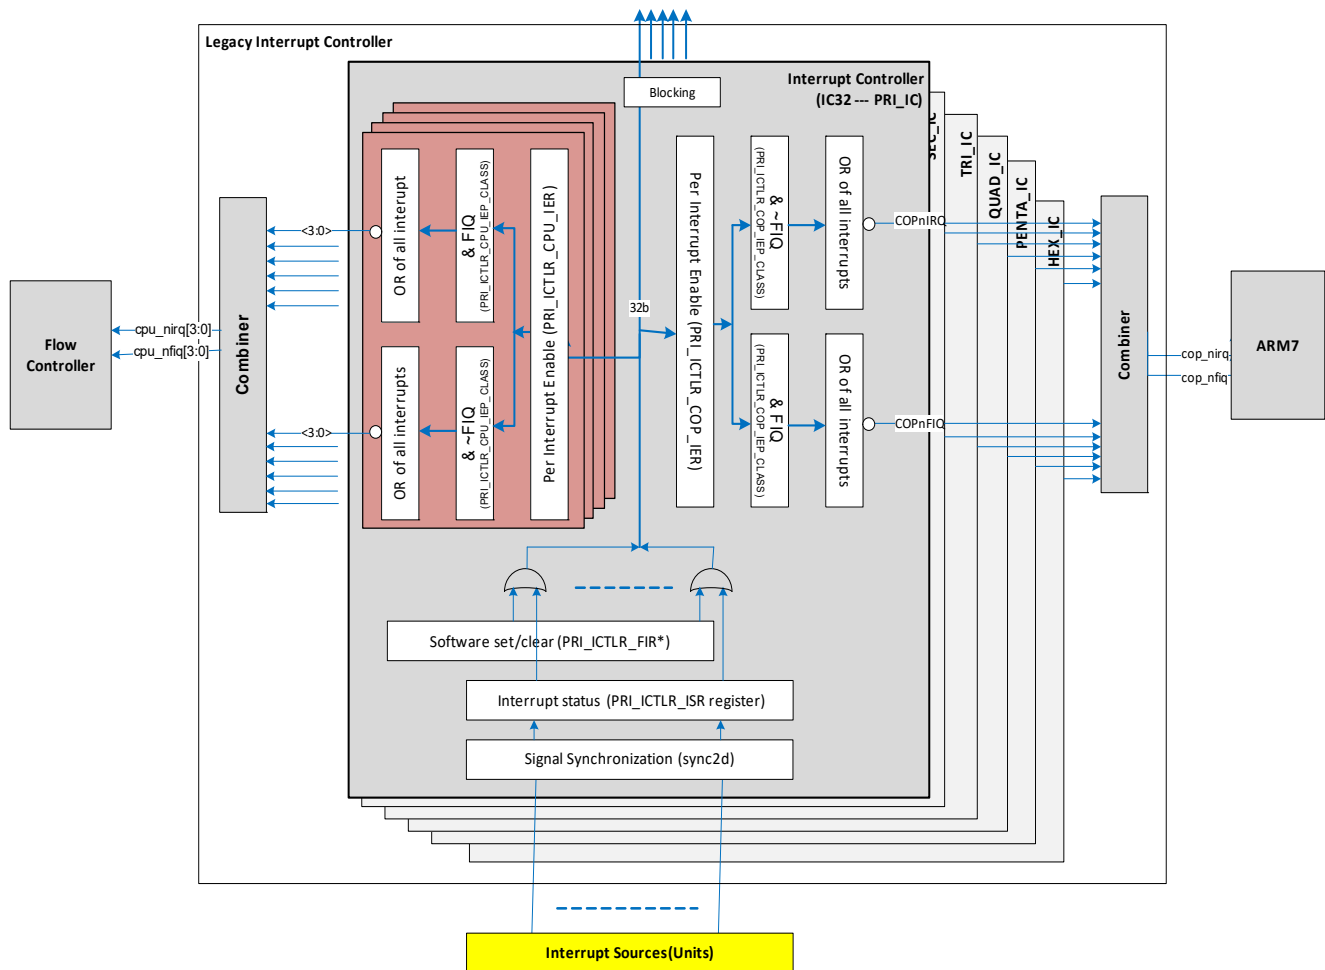 Legacy Interrupt Controller
Interrupt Controller
(IC32 --- PRI_IC)
Blocking
SEC_IC
TRI_IC
QUAD_IC
PENTA_IC
HEX_IC
OR of all interrupt
& FIQ
(PRI_ICTLR_CPU_IEP_CLASS)
OR of all interrupts
& ~FIQ
(PRI_ICTLR_CPU_IEP_CLASS)
Per Interrupt Enable (PRI_ICTLR_CPU_IER)
32b
Per Interrupt Enable (PRI_ICTLR_COP_IER)
& ~FIQ
(PRI_ICTLR_COP_IEP_CLASS)
OR of all interrupts
& FIQ
(PRI_ICTLR_COP_IEP_CLASS)
OR of all interrupts
COPnIRQ
COPnFIQ
<3:0>
<3:0>
Combiner
cpu_nirq[3:0]
cpu_nfiq[3:0]
Flow
Controller
Combiner
cop_nirq
cop_nfiq
ARM7
Software set/clear (PRI_ICTLR_FIR*)
Interrupt status (PRI_ICTLR_ISR register)
Signal Synchronization (sync2d)
Interrupt Sources(Units)